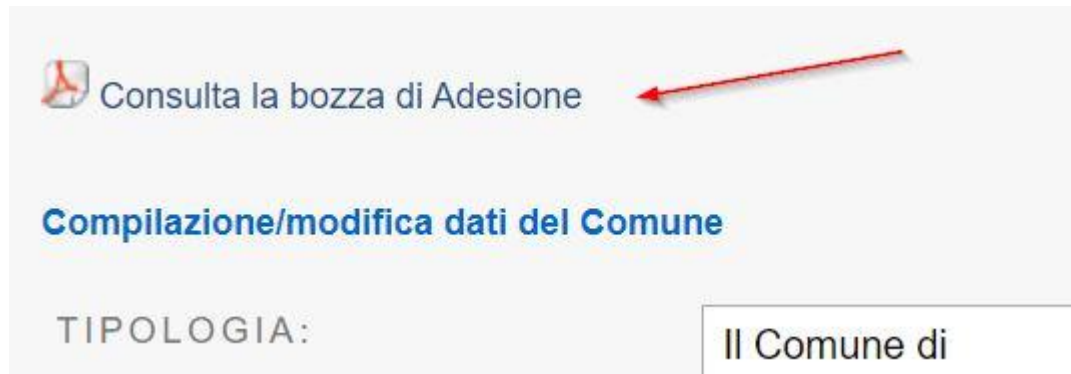 Consulta la bozza di Adesione
Compilazione/modifica dati del Comune
TIPOLOGIA:
Il Comune di